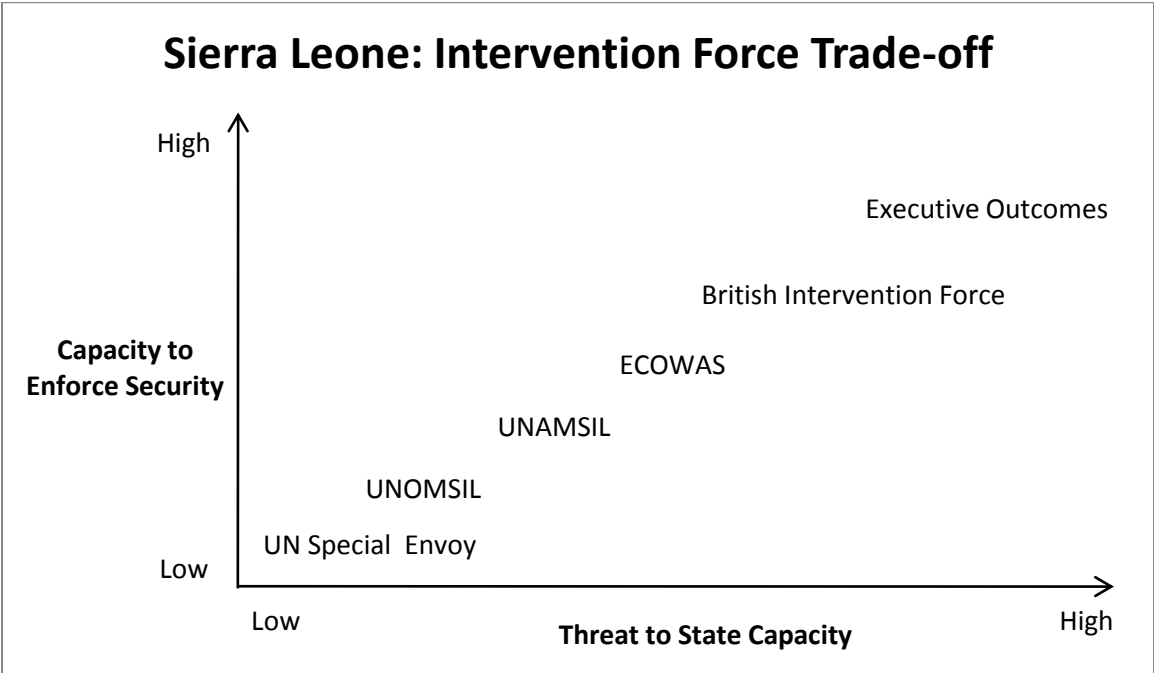 Sierra Leone: Intervention Force Trade-off
High
Executive Outcomes
British Intervention Force
Capacity to
Enforce Security
ECOWAS
UNAMSIL
UNOMSIL
UN Special Envoy
Low
Low
Threat to State Capacity
High